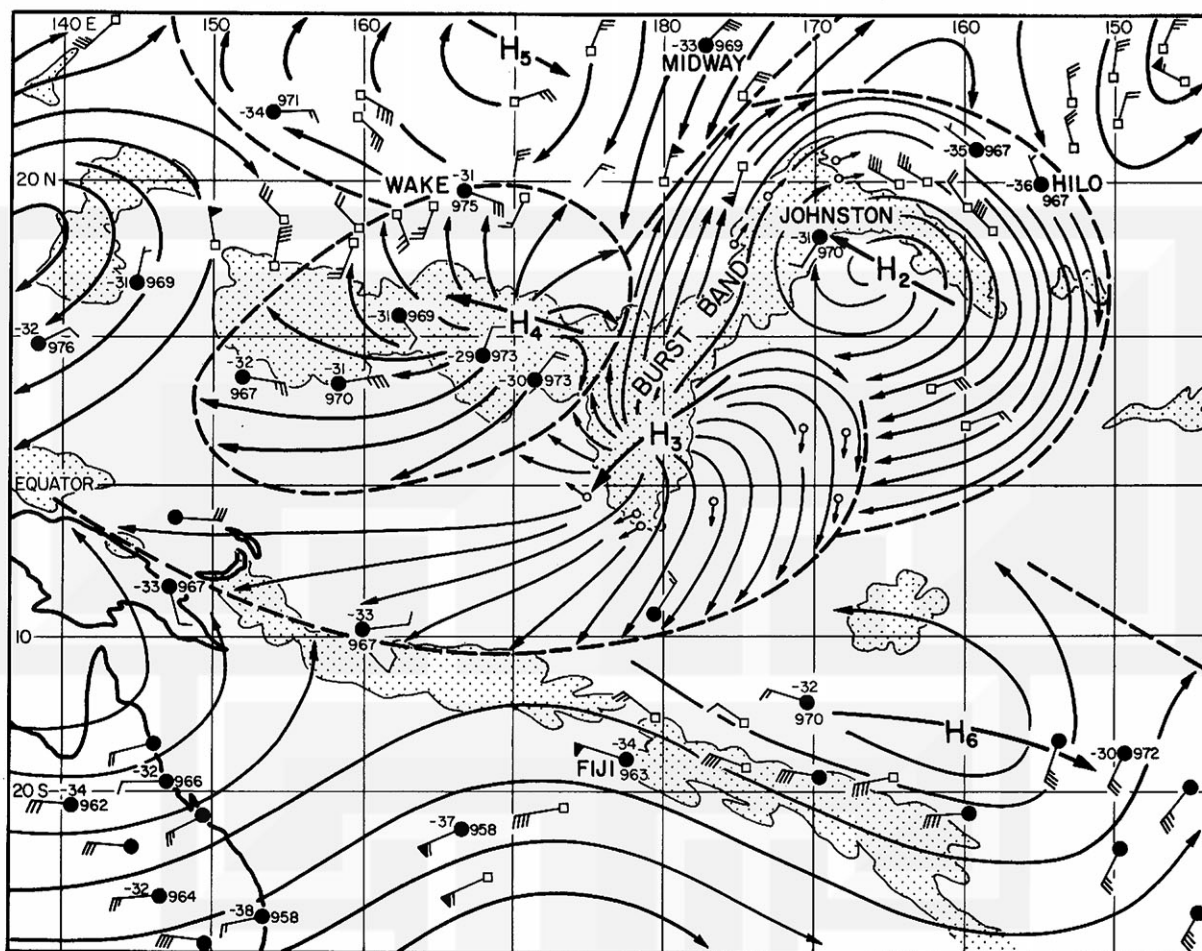 140 E 150 160 180 170 160 150
H5 -33 969
MIDWAY
971
-34
-35 967
20 N WAKE -31 -36 HILO
975 967
JOHNSTON
-31
970
-31 969
H2
-32
976
-31 969 H4
BURST BAND
-29 973
-32 -31 -30 973
967 970
H3
EQUATOR
-33 967
-33
10 967
-32
970
H6
-34 -30 972
FIJI 963
-32 966
20 S -34
962
-37 958
-32 964
-38 958